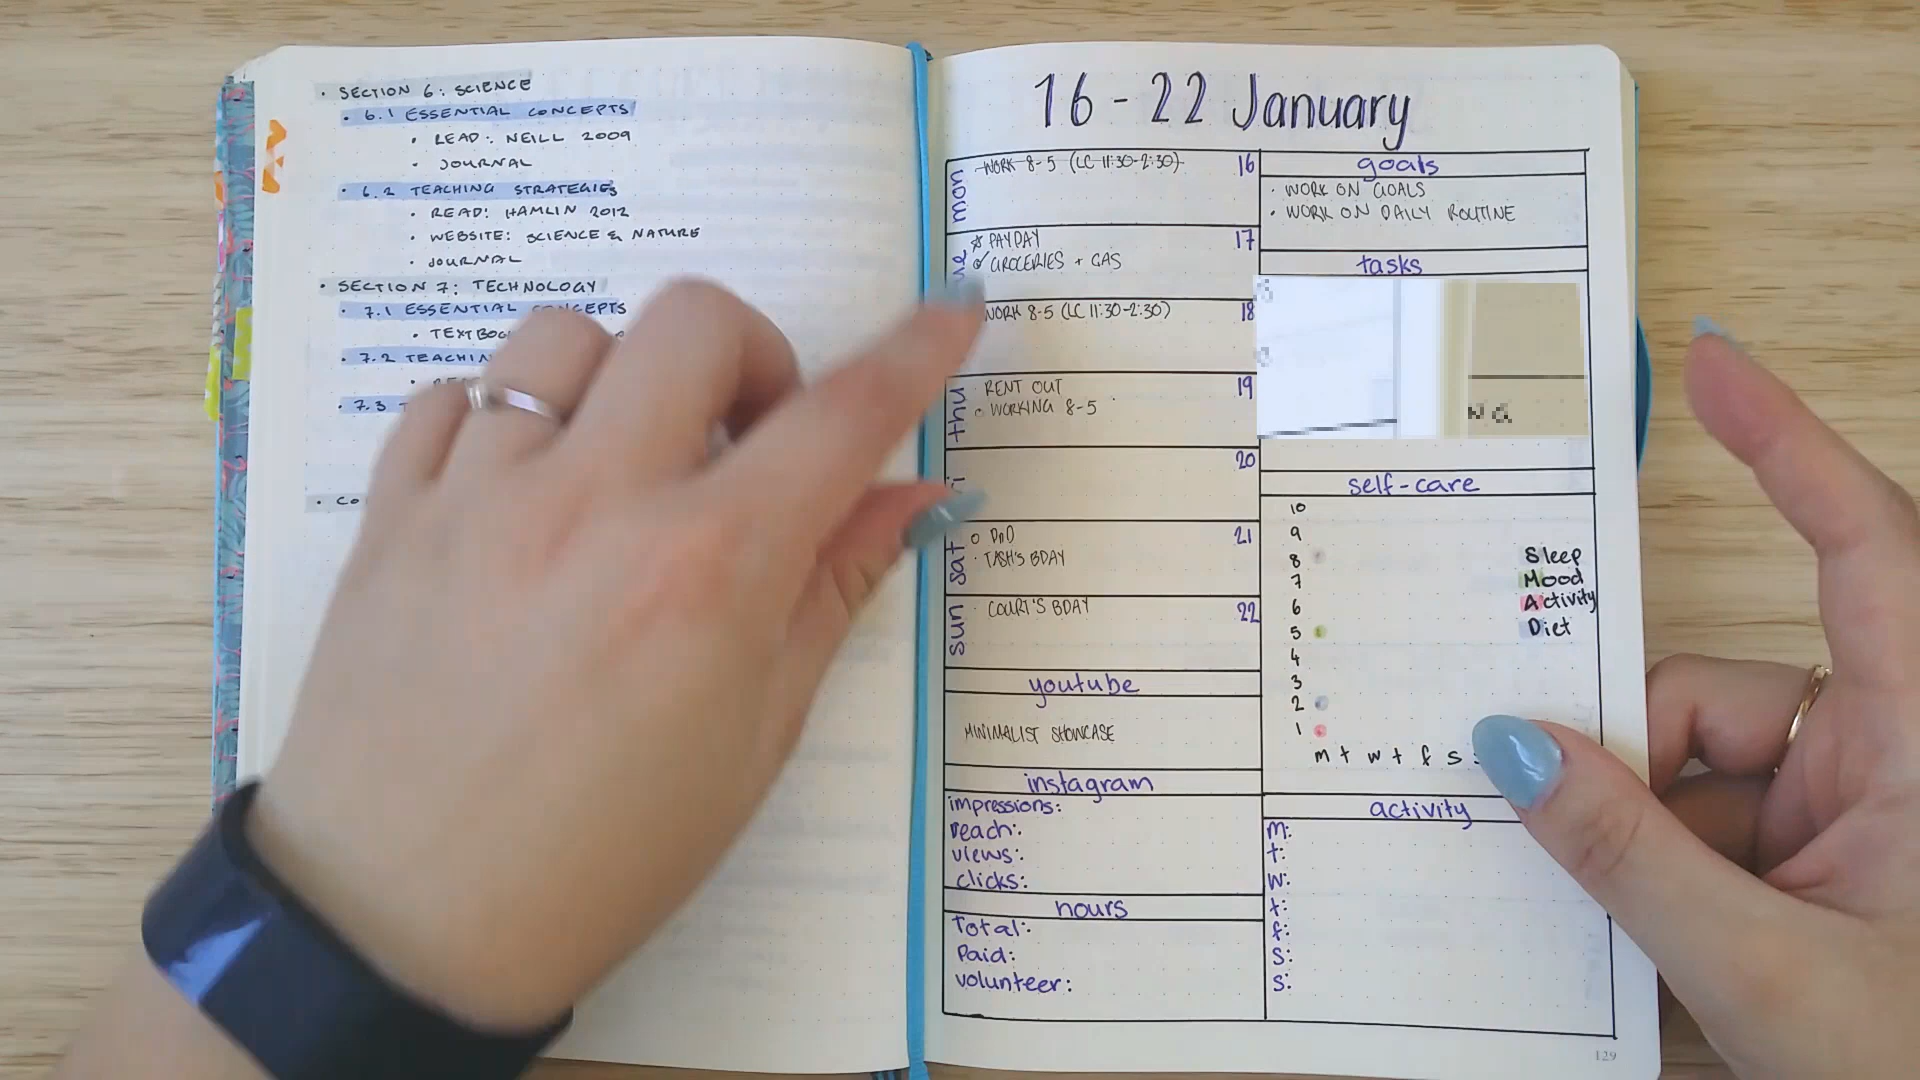 • SECTION 6: SCIENCE
• 6.1 ESSENTIAL CONCEPTS
• READ: NEILL 2009
• JOURNAL
• 6.2 TEACHING STRATEGIES
• READ: HAMLIN 2012
• WEBSITE: SCIENCE & NATURE
• JOURNAL
• SECTION 7: TECHNOLOGY
• 7.1 ESSENTIAL CONCEPTS
• 7.2
• 7.3
16 - 22 January
mon
WORK 8-5 (LC 11:30-2:30)
16
PAYDAY
GROCERIES + GAS
17
WORK 8-5 (LC 11:30-2:30)
18
thu
· RENT OUT
○ WORKING 8-5
19
20
sat
○ DnD
· TASH'S BDAY
21
sun
· COURT'S BDAY
22
youtube
MINIMALIST SHOWCASE
instagram
impressions:
reach:
views:
clicks:
hours
Total:
Paid:
volunteer:
goals
· WORK ON GOALS
· WORK ON DAILY ROUTINE
tasks
self-care
10
9
8
7
6
5
4
3
2
1
m t w t f s
Sleep
Mood
Activity
Diet
activity
m:
t:
w:
t:
f:
s:
s:
129